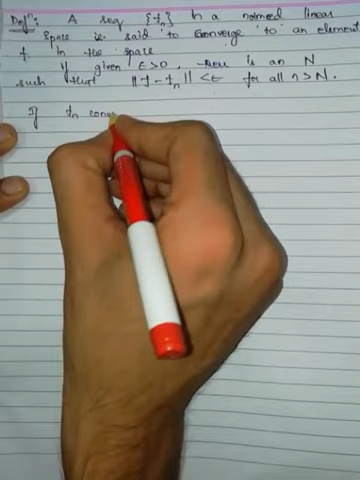 Defⁿ: A seq {fₙ} in a normed linear
space is said to converge to an element
f in the space
if given ε>0, there is an N
such that ||f - fₙ|| < ε for all n > N.
If fₙ conv